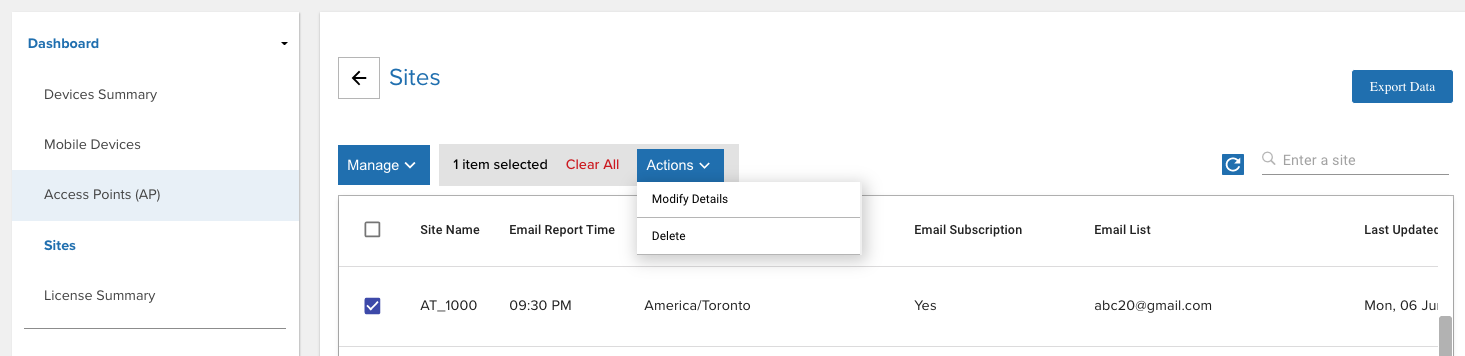 Dashboard
Devices Summary
Mobile Devices
Access Points (AP)
Sites
License Summary
Sites
Export Data
Manage
1 item selected Clear All Actions
Enter a site
Modify Details
Delete
Site Name Email Report Time Email Subscription Email List Last Updated
AT_1000 09:30 PM America/Toronto Yes abc20@gmail.com Mon, 06 Jun